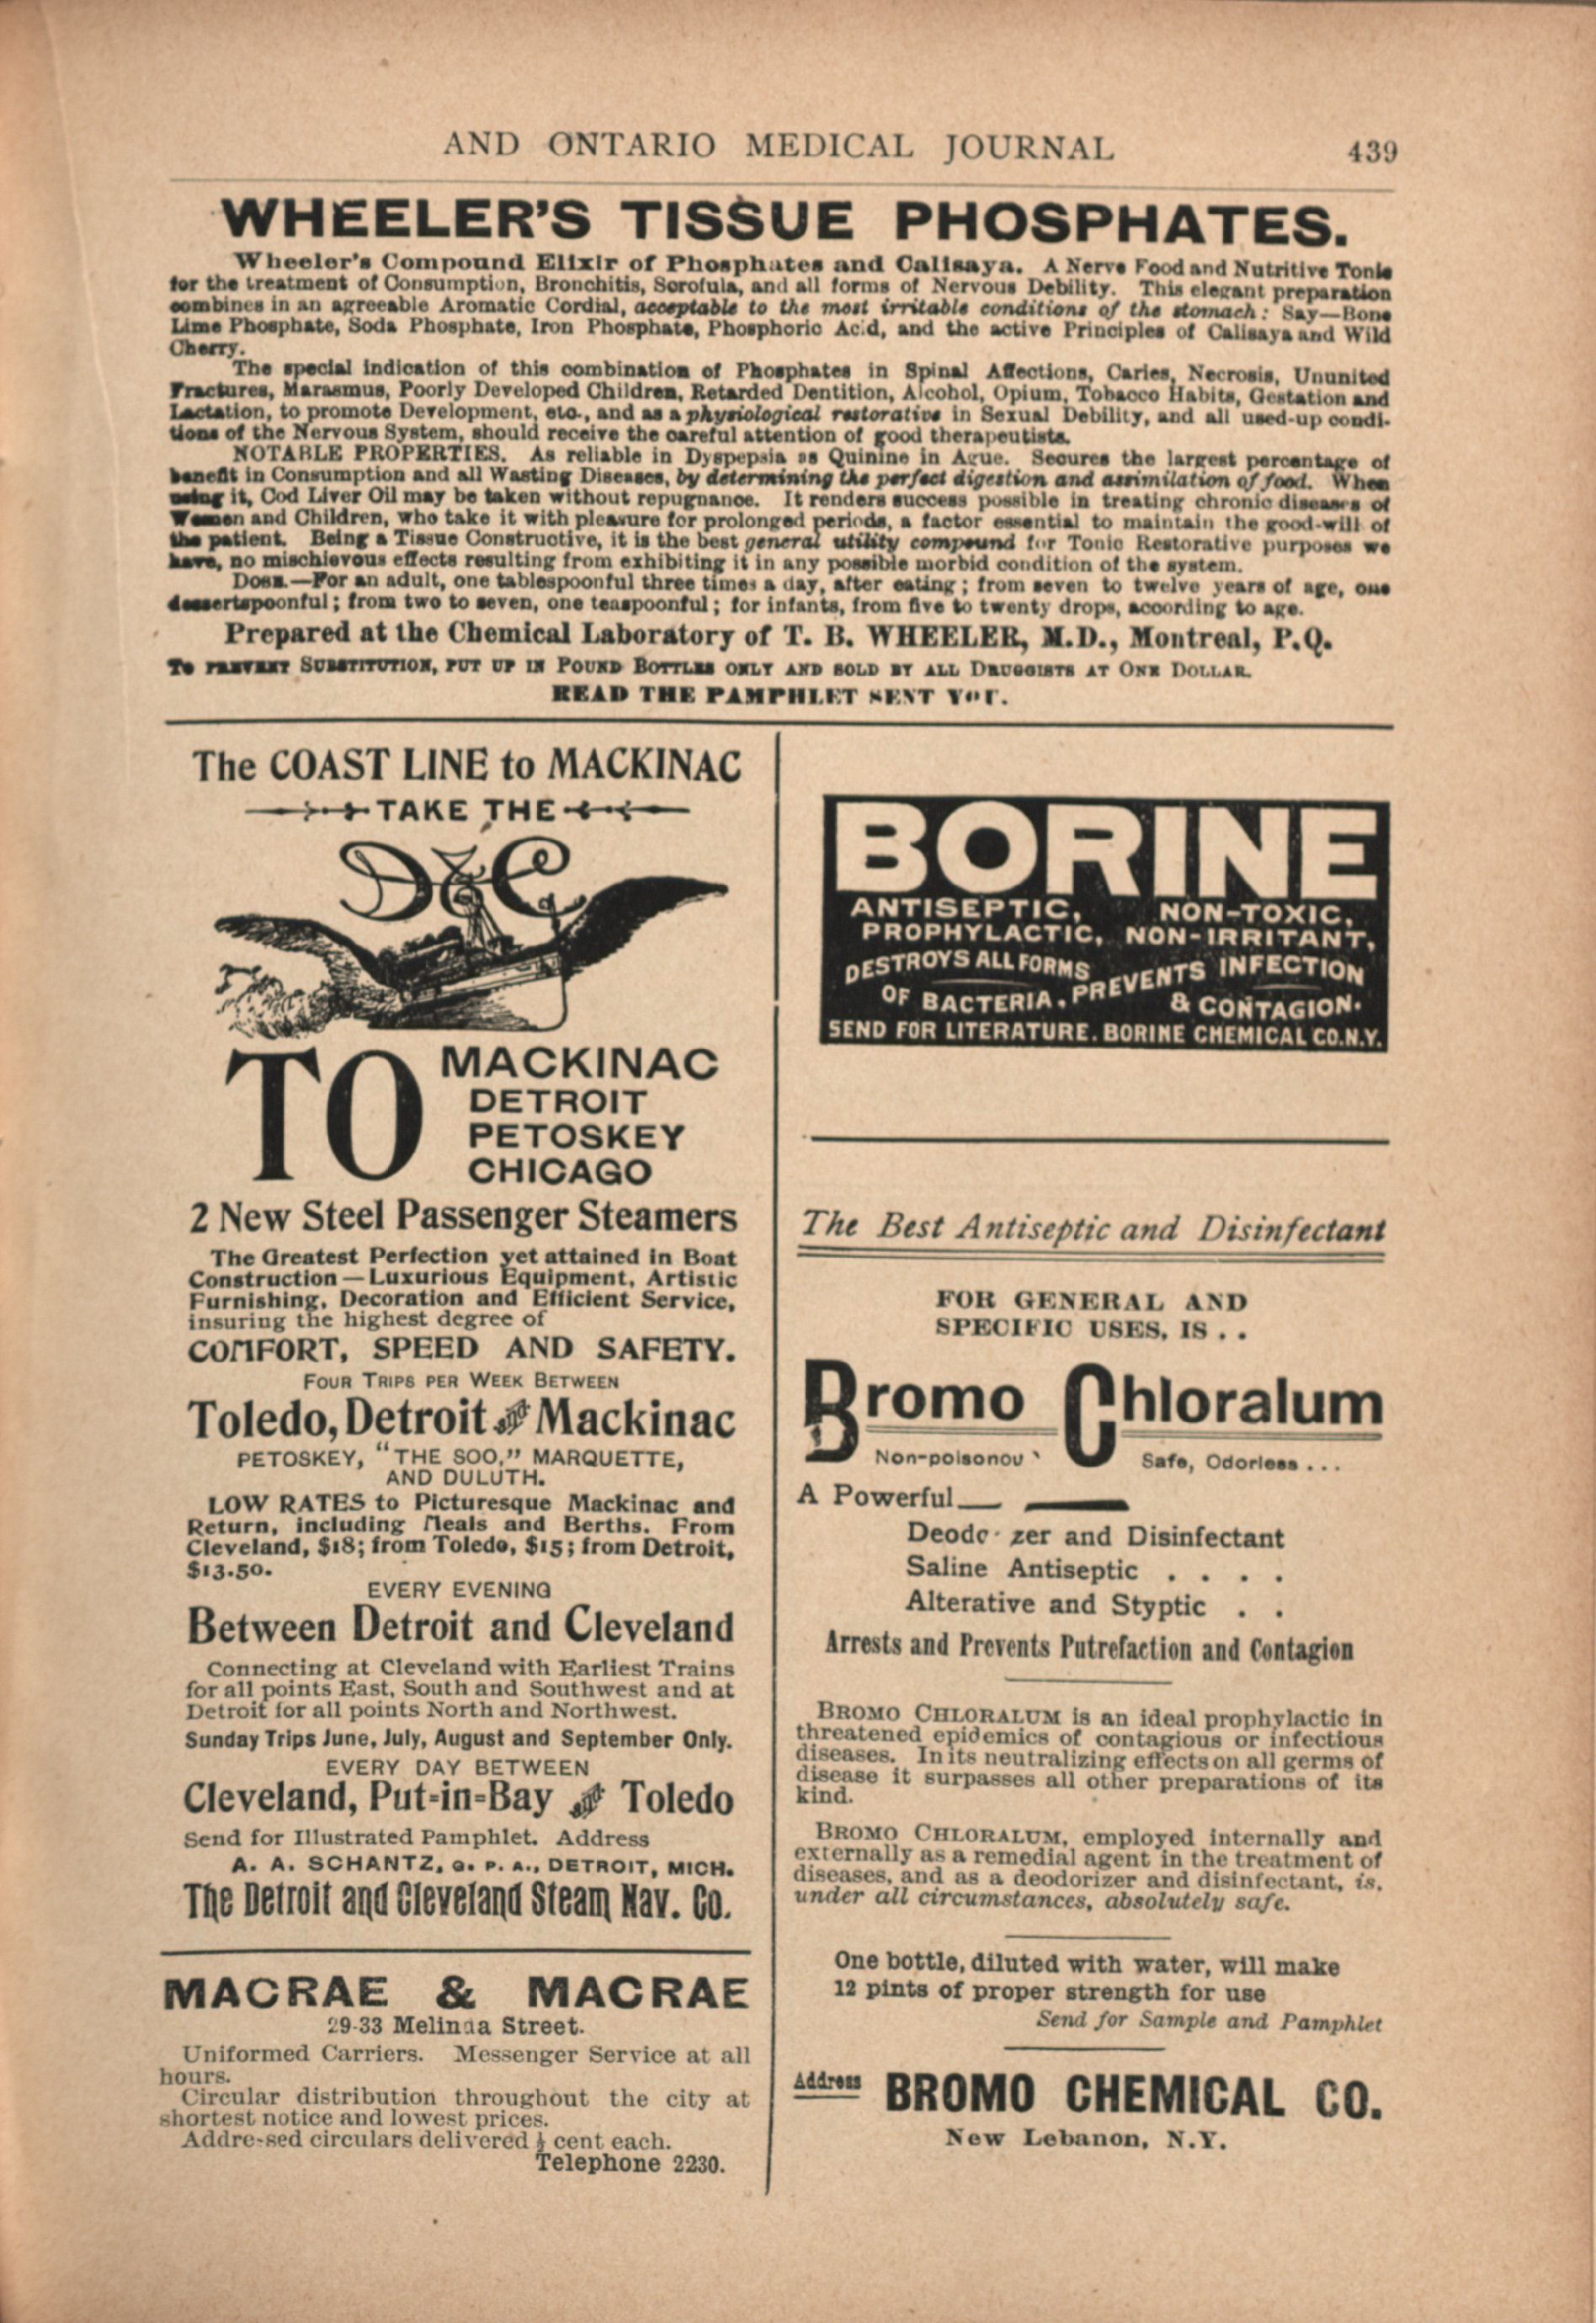 AND ONTARIO MEDICAL JOURNAL 439
WHEELER'S TISSUE PHOSPHATES.
Wheeler's Compound Elixir of Phosphates and Calisaya. A Nerve Food and Nutritive Tonic
for the treatment of Consumption, Bronchitis, Scrofula, and all forms of Nervous Debility. This elegant preparation
combines in an agreeable Aromatic Cordial, acceptable to the most irritable conditions of the stomach: Say—Bone
Lime Phosphate, Soda Phosphate, Iron Phosphate, Phosphoric Acid, and the active Principles of Calisaya and Wild
Cherry.
The special indication of this combination of Phosphates in Spinal Affections, Caries, Necrosis, Ununited
Fractures, Marasmus, Poorly Developed Children, Retarded Dentition, Alcohol, Opium, Tobacco Habits, Gestation and
Lactation, to promote Development, etc., and as a physiological restorative in Sexual Debility, and all used-up condi-
tions of the Nervous System, should receive the careful attention of good therapeutists.
NOTABLE PROPERTIES. As reliable in Dyspepsia as Quinine in Ague. Secures the largest percentage of
benefit in Consumption and all Wasting Diseases, by determining the perfect digestion and assimilation of food. When
using it, Cod Liver Oil may be taken without repugnance. It renders success possible in treating chronic diseases of
Women and Children, who take it with pleasure for prolonged periods, a factor essential to maintain the good-will of
the patient. Being a Tissue Constructive, it is the best general utility compound for Tonic Restorative purposes we
have, no mischievous effects resulting from exhibiting it in any possible morbid condition of the system.
DOSE.—For an adult, one tablespoonful three times a day, after eating; from seven to twelve years of age, one
dessertspoonful; from two to seven, one teaspoonful; for infants, from five to twenty drops, according to age.
Prepared at the Chemical Laboratory of T. B. WHEELER, M.D., Montreal, P.Q.
TO PREVENT SUBSTITUTION, PUT UP IN POUND BOTTLES ONLY AND SOLD BY ALL DRUGGISTS AT ONE DOLLAR.
READ THE PAMPHLET SENT YOU.
The COAST LINE to MACKINAC
TAKE THE
D & C
TO MACKINAC
DETROIT
PETOSKEY
CHICAGO
2 New Steel Passenger Steamers
The Greatest Perfection yet attained in Boat
Construction — Luxurious Equipment, Artistic
Furnishing, Decoration and Efficient Service,
insuring the highest degree of
COMFORT, SPEED AND SAFETY.
FOUR TRIPS PER WEEK BETWEEN
Toledo, Detroit and Mackinac
PETOSKEY, "THE SOO," MARQUETTE,
AND DULUTH.
LOW RATES to Picturesque Mackinac and
Return, including Meals and Berths. From
Cleveland, $18; from Toledo, $15; from Detroit,
$13.50.
EVERY EVENING
Between Detroit and Cleveland
Connecting at Cleveland with Earliest Trains
for all points East, South and Southwest and at
Detroit for all points North and Northwest.
Sunday Trips June, July, August and September Only.
EVERY DAY BETWEEN
Cleveland, Put-in-Bay and Toledo
Send for Illustrated Pamphlet. Address
A. A. SCHANTZ, G. P. A., DETROIT, MICH.
The Detroit and Cleveland Steam Nav. Co.
MACRAE & MACRAE
29-33 Melinda Street.
Uniformed Carriers. Messenger Service at all
hours.
Circular distribution throughout the city at
shortest notice and lowest prices.
Addressed circulars delivered ½ cent each.
Telephone 2230.
BORINE
ANTISEPTIC, NON-TOXIC,
PROPHYLACTIC, NON-IRRITANT,
DESTROYS ALL FORMS OF BACTERIA, PREVENTS INFECTION & CONTAGION.
SEND FOR LITERATURE. BORINE CHEMICAL CO. N.Y.
The Best Antiseptic and Disinfectant
FOR GENERAL AND
SPECIFIC USES, IS . .
Bromo Chloralum
Non-poisonou Safe, Odorless . . .
A Powerful
Deodorizer and Disinfectant
Saline Antiseptic . . . .
Alterative and Styptic . .
Arrests and Prevents Putrefaction and Contagion
BROMO CHLORALUM is an ideal prophylactic in
threatened epidemics of contagious or infectious
diseases. In its neutralizing effects on all germs of
disease it surpasses all other preparations of its
kind.
BROMO CHLORALUM, employed internally and
externally as a remedial agent in the treatment of
diseases, and as a deodorizer and disinfectant, is,
under all circumstances, absolutely safe.
One bottle, diluted with water, will make
12 pints of proper strength for use
Send for Sample and Pamphlet
Address BROMO CHEMICAL CO.
New Lebanon, N.Y.